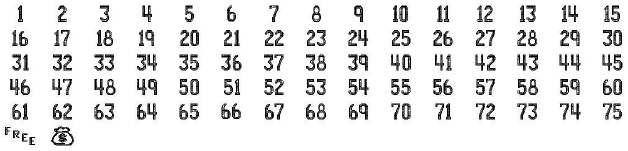 1 2 3 4 5 6 7 8 9 10 11 12 13 14 15
16 17 18 19 20 21 22 23 24 25 26 27 28 29 30
31 32 33 34 35 36 37 38 39 40 41 42 43 44 45
46 47 48 49 50 51 52 53 54 55 56 57 58 59 60
61 62 63 64 65 66 67 68 69 70 71 72 73 74 75
FREE $